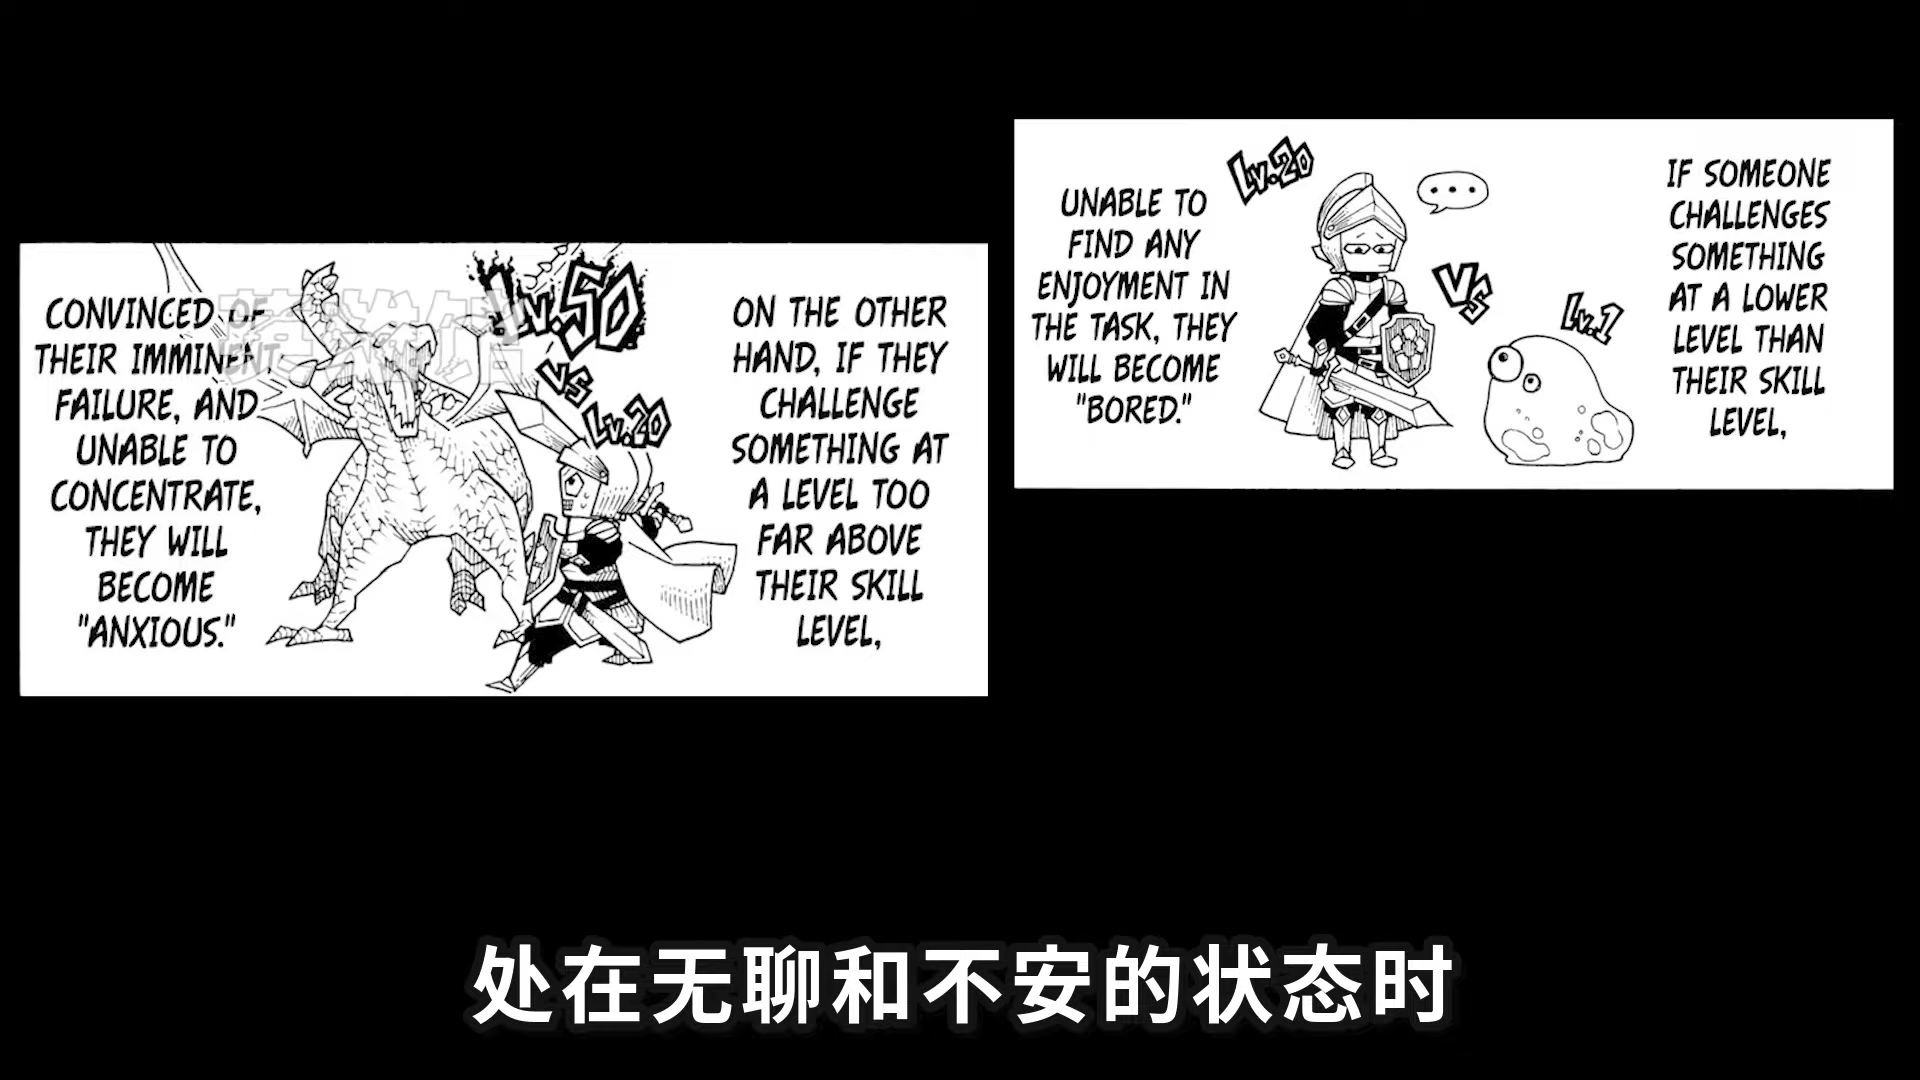 IF SOMEONE
CHALLENGES
SOMETHING
AT A LOWER
LEVEL THAN
THEIR SKILL
LEVEL,
Lv.20
...
VS
Lv.1
UNABLE TO
FIND ANY
ENJOYMENT IN
THE TASK, THEY
WILL BECOME
"BORED."
ON THE OTHER
HAND, IF THEY
CHALLENGE
SOMETHING AT
A LEVEL TOO
FAR ABOVE
THEIR SKILL
LEVEL,
Lv.50
VS
Lv.20
CONVINCED OF
THEIR IMMINENT
FAILURE, AND
UNABLE TO
CONCENTRATE,
THEY WILL
BECOME
"ANXIOUS."
处在无聊和不安的状态时